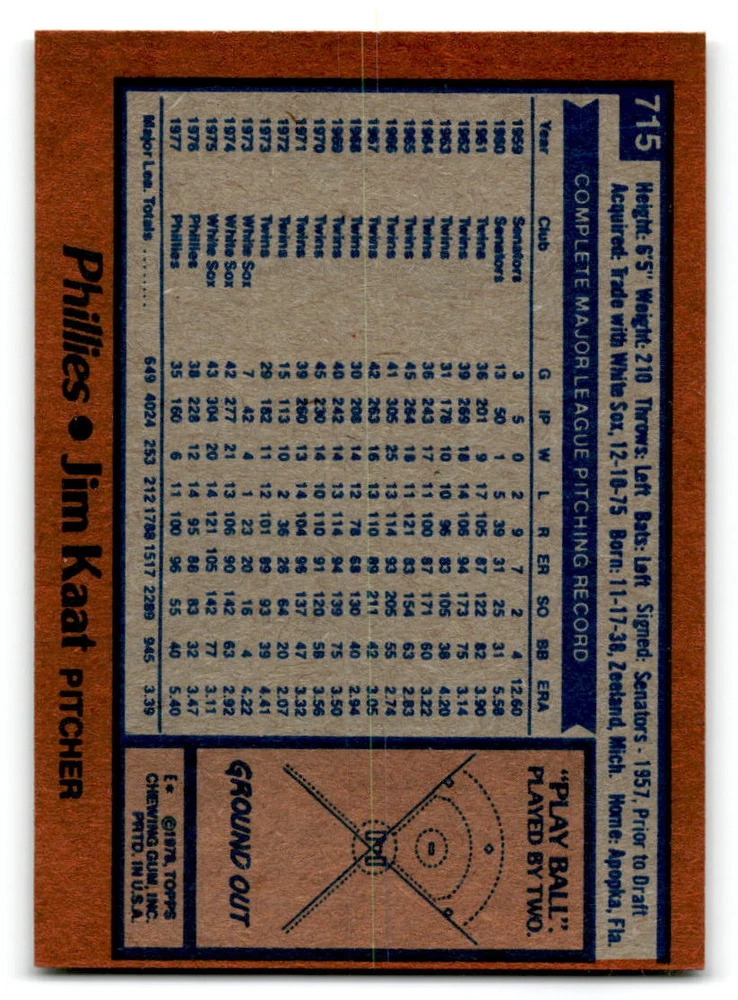 715
Height: 6'5" Weight: 210 Throws: Left Bats: Left Signed: Senators - 1957, Prior to Draft
Acquired: Trade with White Sox, 12-10-75 Born: 11-17-38, Zeeland, Mich. Home: Apopka, Fla.
COMPLETE MAJOR LEAGUE PITCHING RECORD
Year Club G IP W L R ER SO BB ERA
1959 Senators 3 5 0 2 9 7 2 4 12.60
1960 Senators 13 50 1 5 39 31 25 31 5.58
1961 Twins 36 201 9 17 105 87 122 82 3.90
1962 Twins 39 269 18 14 106 94 173 75 3.14
1963 Twins 31 178 10 10 96 83 105 38 4.20
1964 Twins 36 243 17 11 100 87 171 60 3.22
1965 Twins 45 264 18 11 121 83 154 63 2.83
1966 Twins 41 305 25 13 114 93 205 55 2.74
1967 Twins 42 263 16 13 110 89 211 42 3.05
1968 Twins 30 208 14 12 78 68 130 40 2.94
1969 Twins 40 242 14 13 114 94 139 75 3.50
1970 Twins 45 230 14 10 110 91 120 58 3.56
1971 Twins 39 260 13 14 104 96 137 47 3.32
1972 Twins 15 113 10 2 36 26 64 20 2.07
1973 Twins 29 182 11 12 101 89 93 39 4.41
1973 White Sox 7 42 4 1 23 20 16 4 4.22
1974 White Sox 42 277 21 13 106 90 142 63 2.92
1975 White Sox 43 304 20 14 121 105 142 77 3.11
1976 Phillies 38 228 12 14 95 88 83 32 3.47
1977 Phillies 35 160 6 11 100 96 55 40 5.40
Major Lea. Totals ........ 649 4024 253 212 1788 1517 2289 945 3.39
"PLAY BALL".
PLAYED BY TWO.
GROUND OUT
E* ©1978, TOPPS
CHEWING GUM, INC.
PRTD. IN U.S.A.
Phillies • Jim Kaat PITCHER